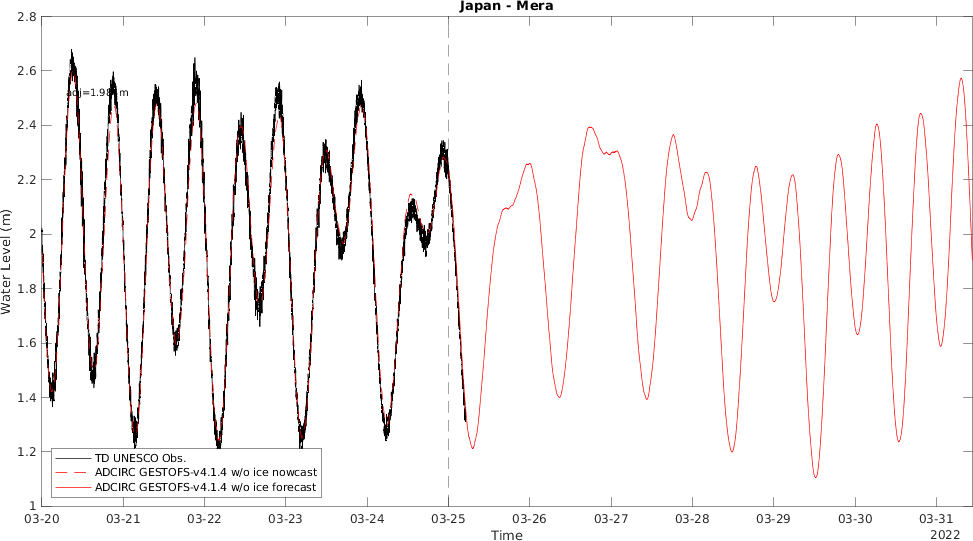 Japan - Mera
2.8
2.6
2.4
2.2
2
1.8
1.6
1.4
1.2
1
Water Level (m)
TD UNESCO Obs.
ADCIRC GESTOFS-v4.1.4 w/o ice nowcast
ADCIRC GESTOFS-v4.1.4 w/o ice forecast
03-20 03-21 03-22 03-23 03-24 03-25 03-26 03-27 03-28 03-29 03-30 03-31
Time
2022